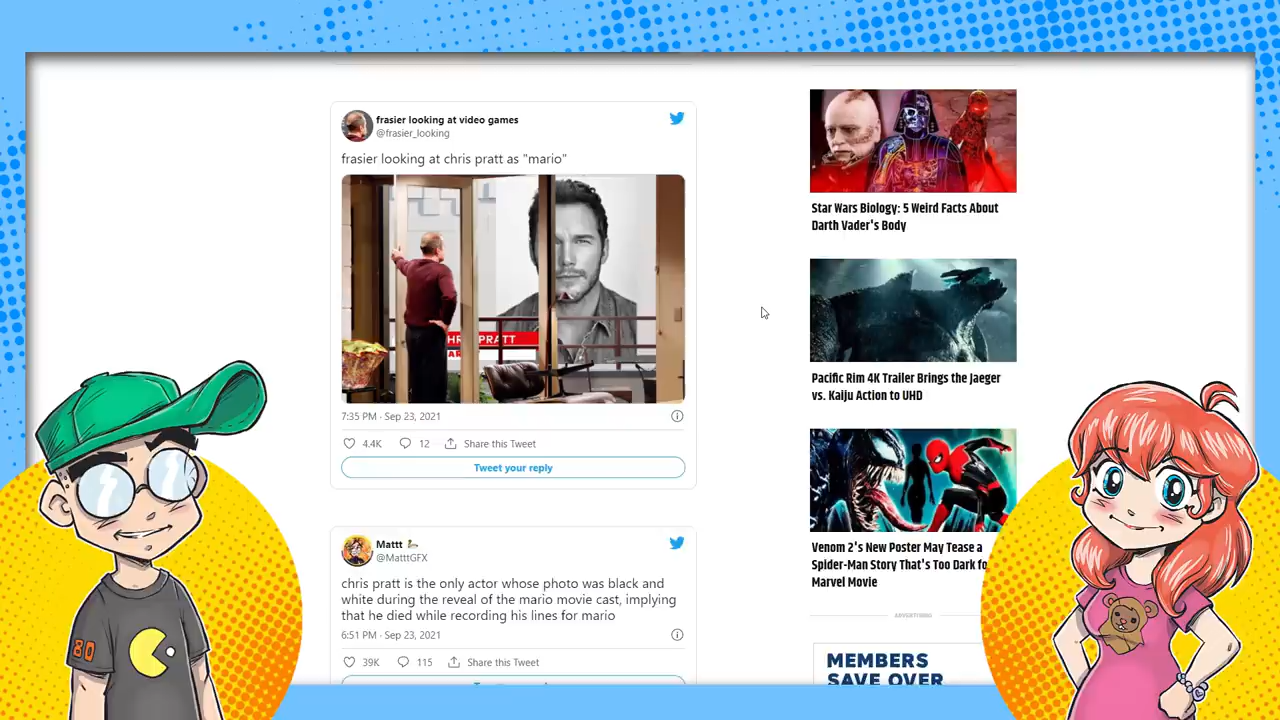 frasier looking at video games
@frasier_looking
frasier looking at chris pratt as "mario"
HR
PRATT
AR
7:35 PM · Sep 23, 2021
4.4K
12
Share this Tweet
Tweet your reply
Mattt
@MatttGFX
chris pratt is the only actor whose photo was black and
white during the reveal of the mario movie cast, implying
that he died while recording his lines for mario
6:51 PM · Sep 23, 2021
39K
115
Share this Tweet
Star Wars Biology: 5 Weird Facts About
Darth Vader's Body
Pacific Rim 4K Trailer Brings the Jaeger
vs. Kaiju Action to UHD
Venom 2's New Poster May Tease a
Spider-Man Story That's Too Dark fo
Marvel Movie
ADVERTISING
MEMBERS
SAVE OVER
80